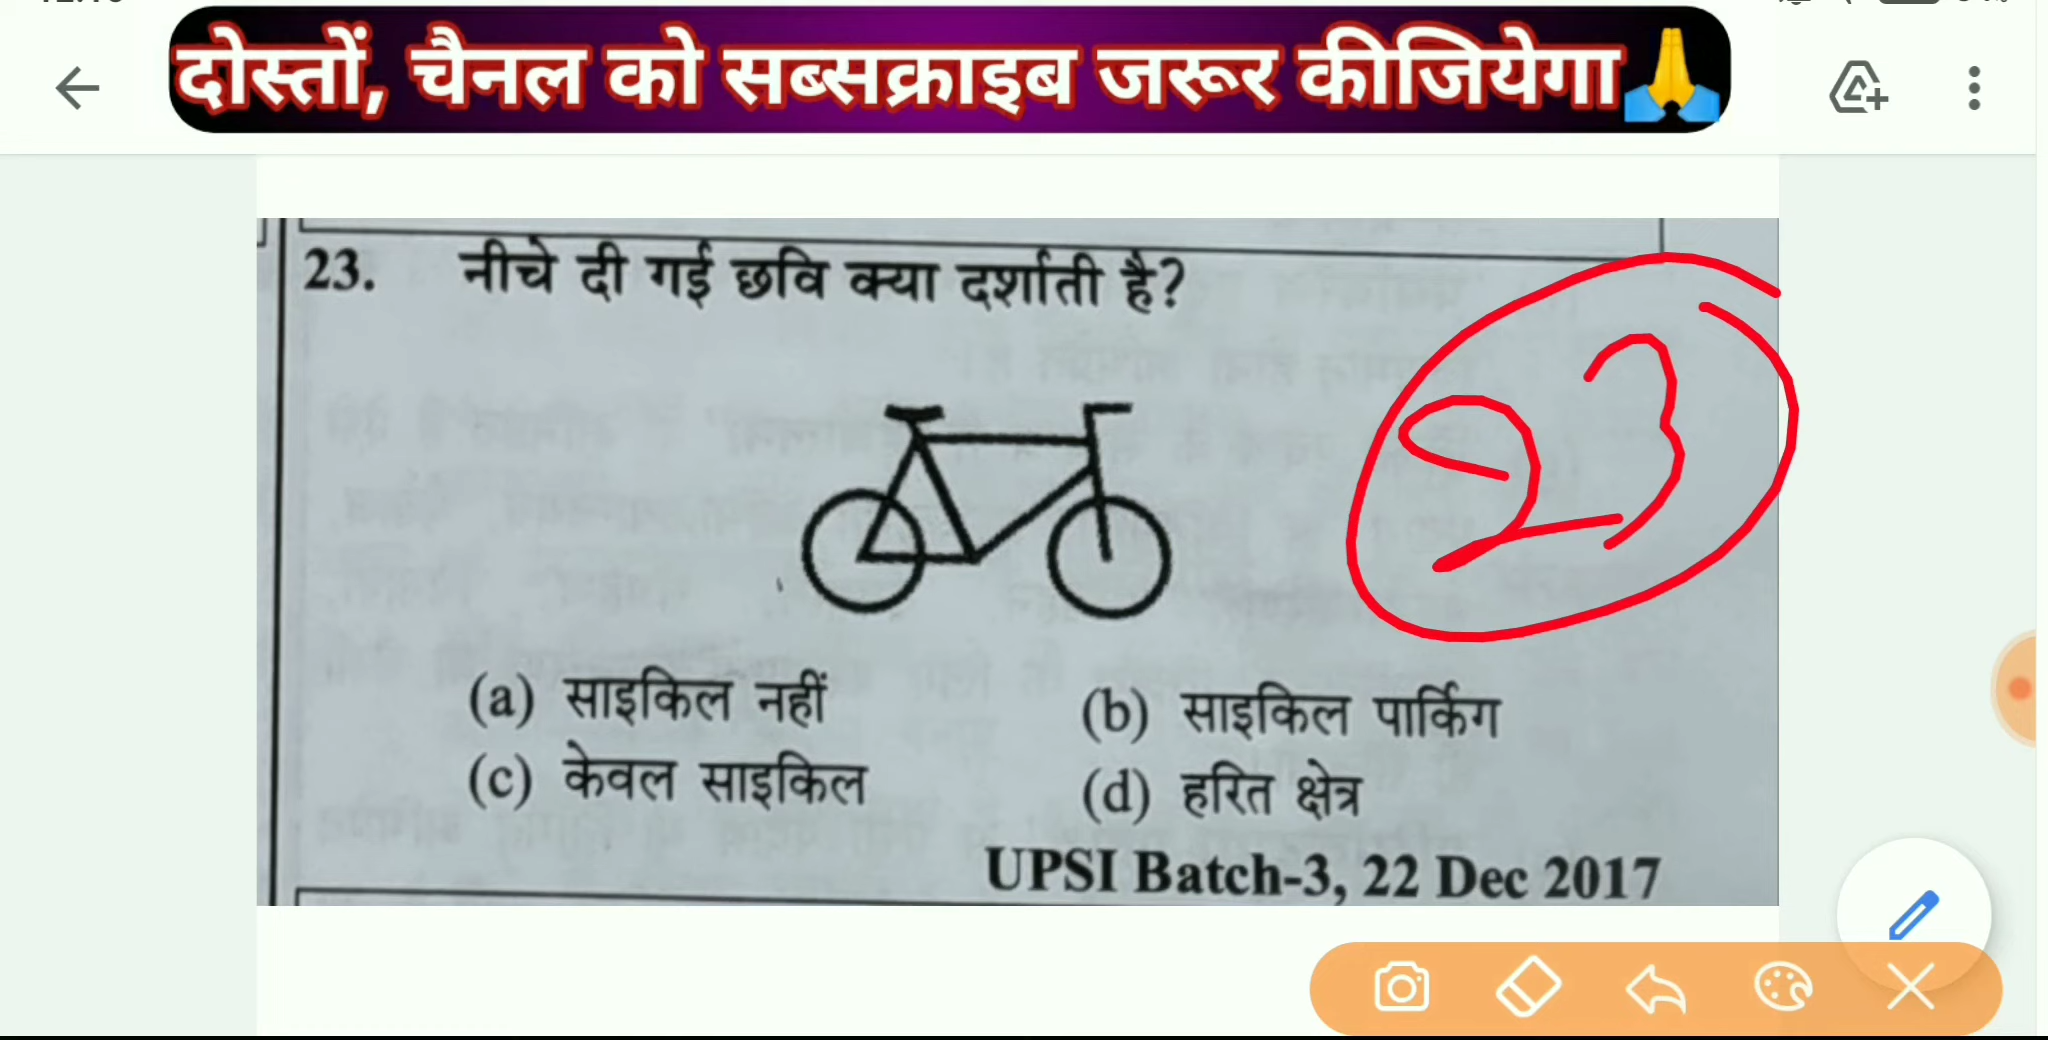 दोस्तों, चैनल को सब्सक्राइब जरूर कीजियेगा🙏
23. नीचे दी गई छवि क्या दर्शाती है?
23
(a) साइकिल नहीं (b) साइकिल पार्किंग
(c) केवल साइकिल (d) हरित क्षेत्र
UPSI Batch-3, 22 Dec 2017